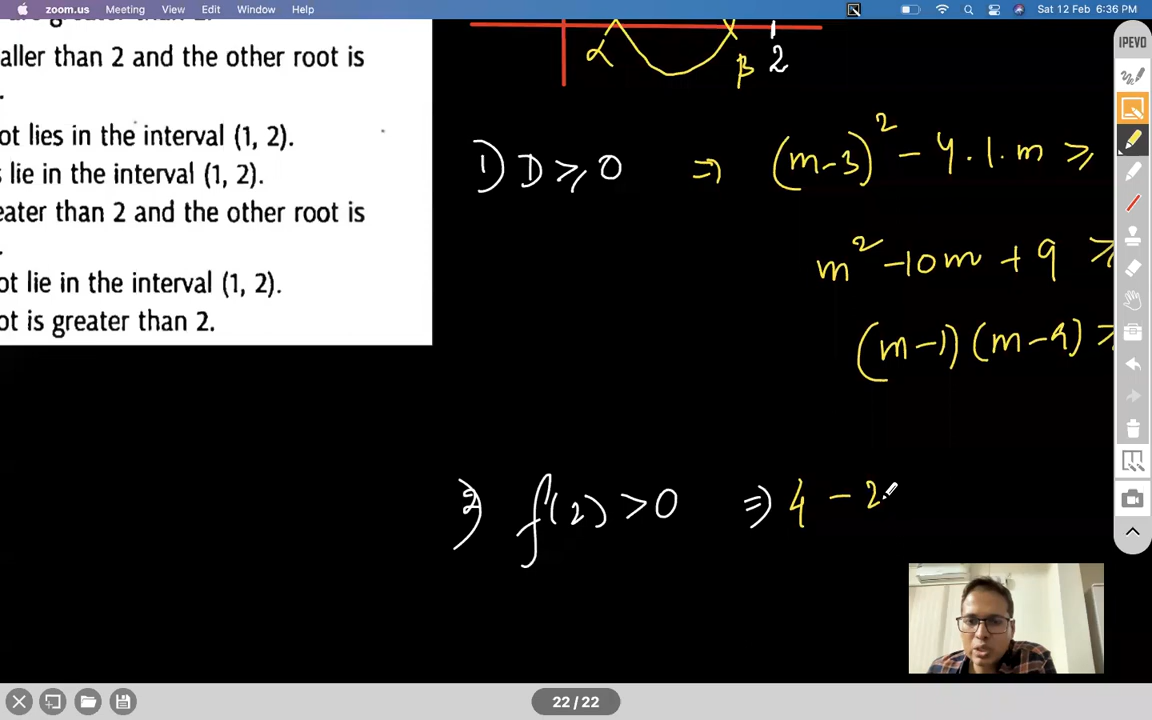 zoom.us Meeting View Edit Window Help Sat 12 Feb 6:36 PM
IPEVO
aller than 2 and the other root is
ot lies in the interval (1, 2).
s lie in the interval (1, 2).
eater than 2 and the other root is
ot lie in the interval (1, 2).
ot is greater than 2.
α β 2
1) D ≥ 0 ⇒ (m-3)² - 4.1.m ≥
m² - 10m + 9 ≥
(m-1)(m-9) ≥
2) f(2) > 0 ⇒ 4 - 2
22 / 22